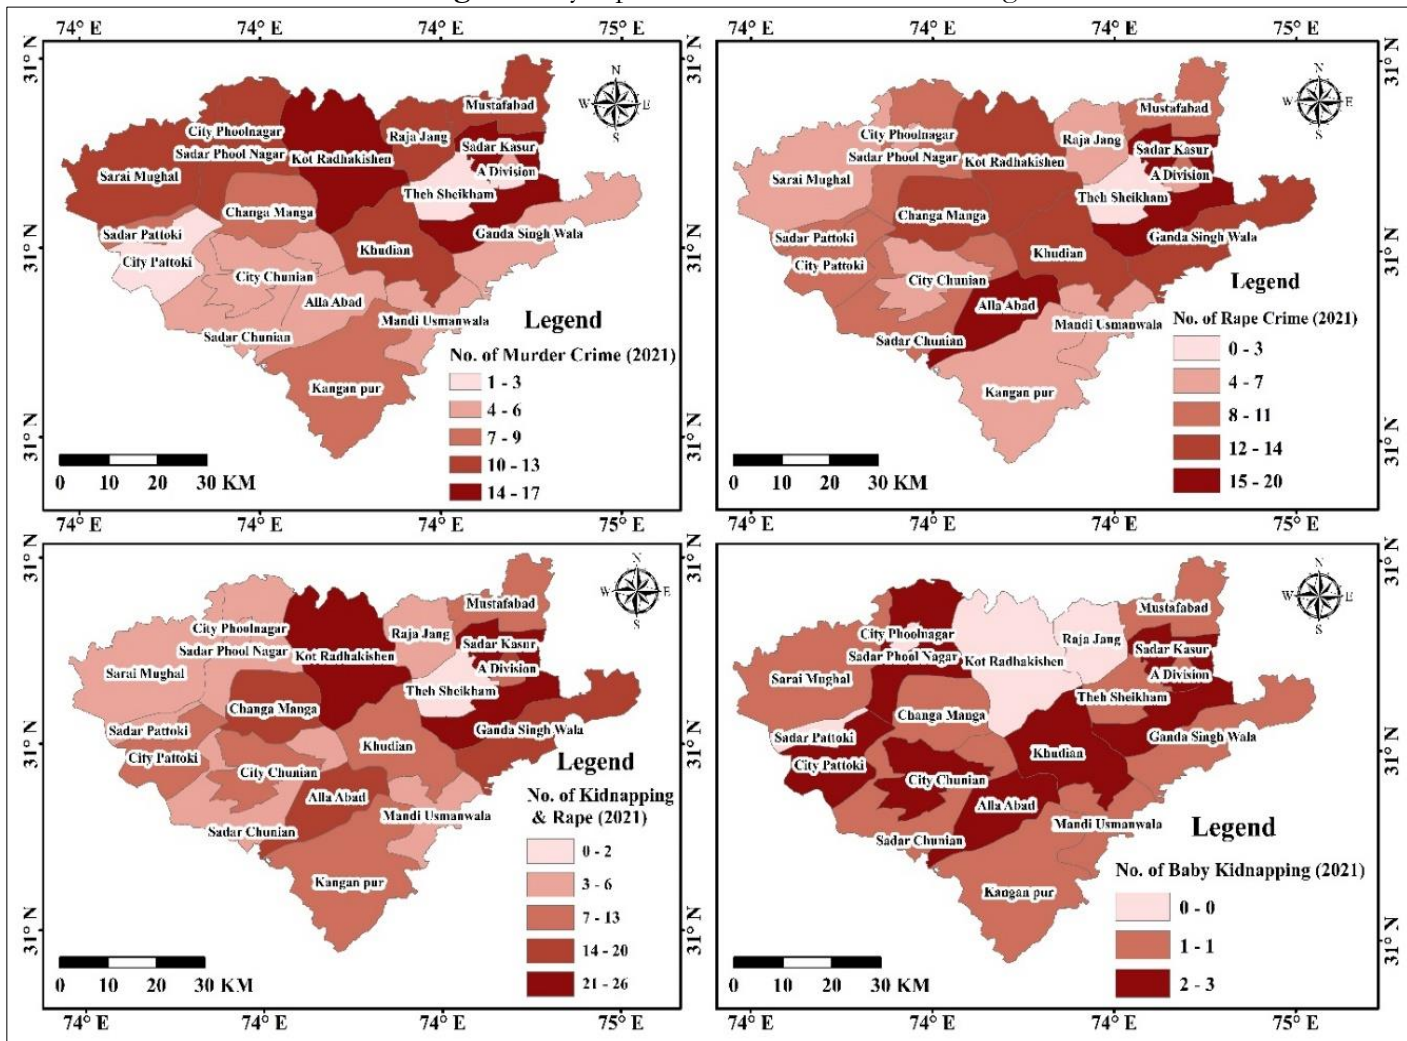 74° E 74° E 74° E 75° E
31° N
31° N
31° N
N
W E
S
Mustafabad
City Phoolnagar
Raja Jang
Sadar Phool Nagar
Kot Radhakishen
Sadar Kasur
Sarai Mughal
A Division
Theh Sheikham
Changa Manga
Sadar Pattoki
Ganda Singh Wala
Khudian
City Pattoki
City Chunian
Alla Abad
Mandi Usmanwala
Sadar Chunian
Kangan pur
Legend
No. of Murder Crime (2021)
1 - 3
4 - 6
7 - 9
10 - 13
14 - 17
0 10 20 30 KM
74° E 74° E 74° E 75° E
74° E 74° E 75° E
31° N
31° N
31° N
N
W E
S
Mustafabad
City Phoolnagar
Raja Jang
Sadar Phool Nagar
Kot Radhakishen
Sadar Kasur
Sarai Mughal
A Division
Theh Sheikham
Changa Manga
Sadar Pattoki
Ganda Singh Wala
Khudian
City Pattoki
City Chunian
Alla Abad
Mandi Usmanwala
Sadar Chunian
Kangan pur
Legend
No. of Rape Crime (2021)
0 - 3
4 - 7
8 - 11
12 - 14
15 - 20
0 10 20 30 KM
74° E 74° E 74° E 75° E
31° N
31° N
31° N
N
W E
S
Mustafabad
City Phoolnagar
Raja Jang
Sadar Phool Nagar
Kot Radhakishen
Sadar Kasur
Sarai Mughal
A Division
Theh Sheikham
Changa Manga
Sadar Pattoki
Ganda Singh Wala
Khudian
City Pattoki
City Chunian
Alla Abad
Mandi Usmanwala
Sadar Chunian
Kangan pur
Legend
No. of Kidnapping
& Rape (2021)
0 - 2
3 - 6
7 - 13
14 - 20
21 - 26
0 10 20 30 KM
74° E 74° E 74° E 75° E
31° N
31° N
31° N
N
W E
S
Mustafabad
City Phoolnagar
Raja Jang
Sadar Phool Nagar
Kot Radhakishen
Sadar Kasur
Sarai Mughal
A Division
Theh Sheikham
Changa Manga
Sadar Pattoki
Ganda Singh Wala
Khudian
City Pattoki
City Chunian
Alla Abad
Mandi Usmanwala
Sadar Chunian
Kangan pur
Legend
No. of Baby Kidnapping (2021)
0 - 0
1 - 1
2 - 3
0 10 20 30 KM
74° E 74° E 74° E 75° E